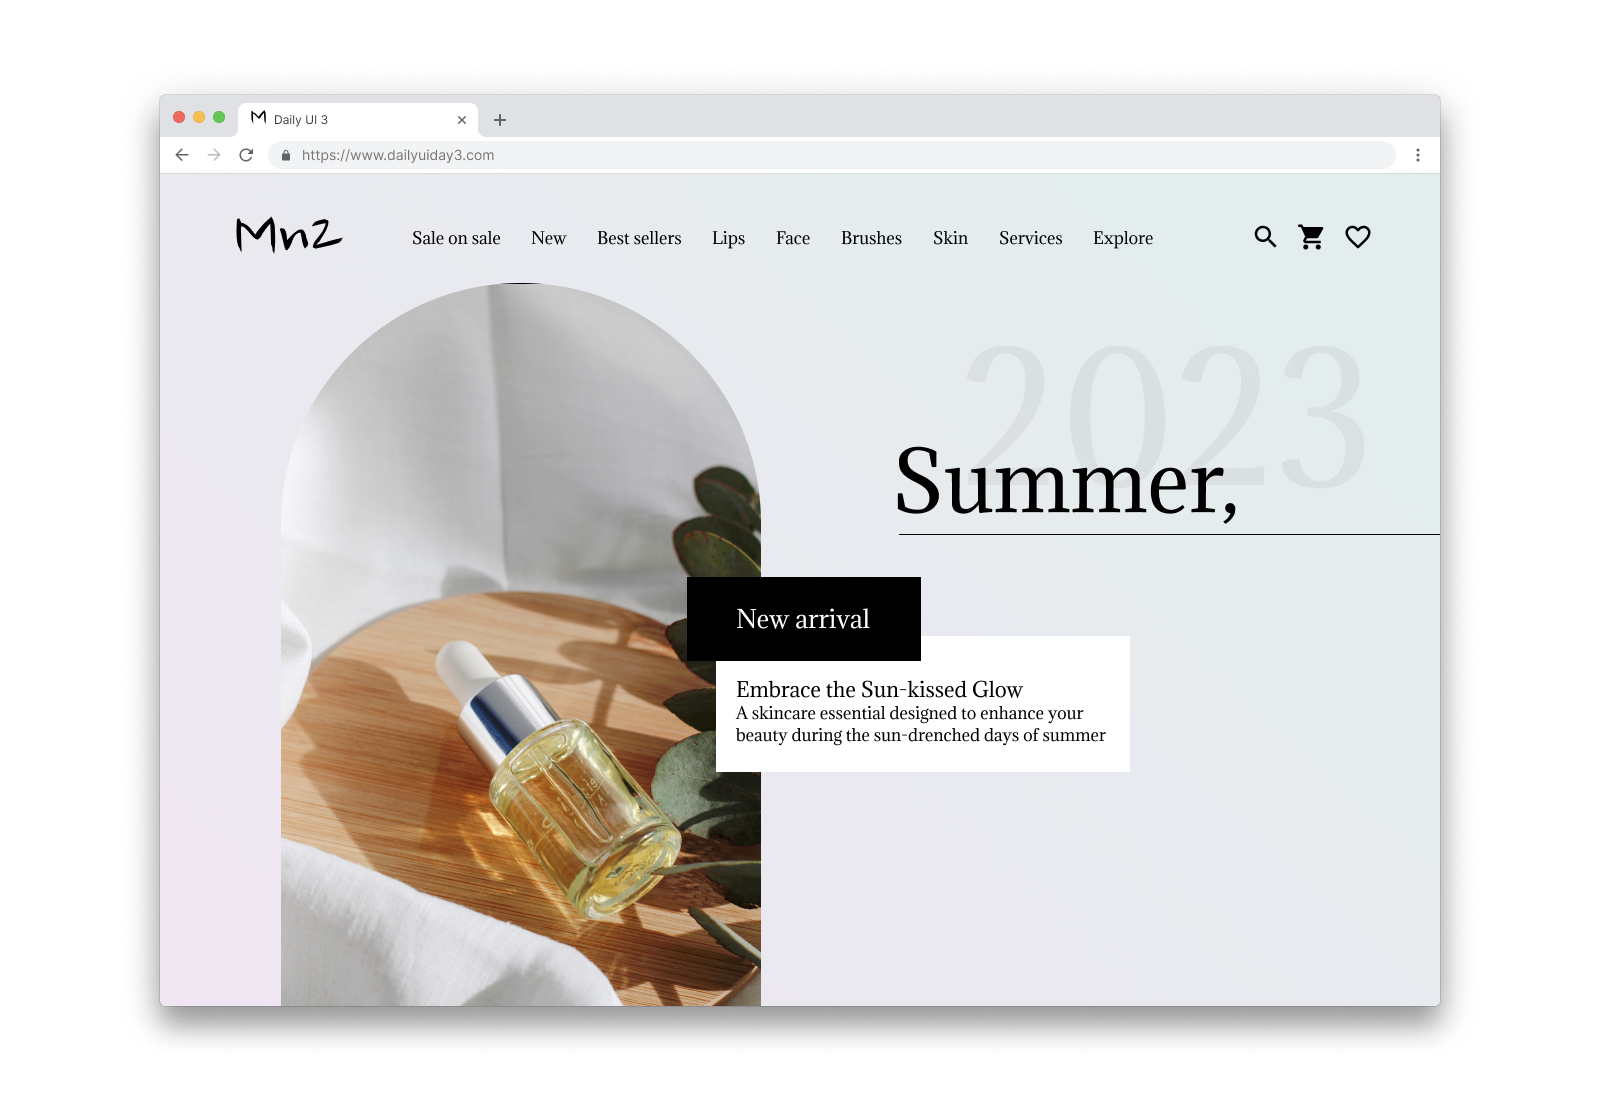 Daily UI 3
https://www.dailyuiday3.com
Mnz
Sale on sale New Best sellers Lips Face Brushes Skin Services Explore
2023
Summer,
New arrival
Embrace the Sun-kissed Glow
A skincare essential designed to enhance your
beauty during the sun-drenched days of summer